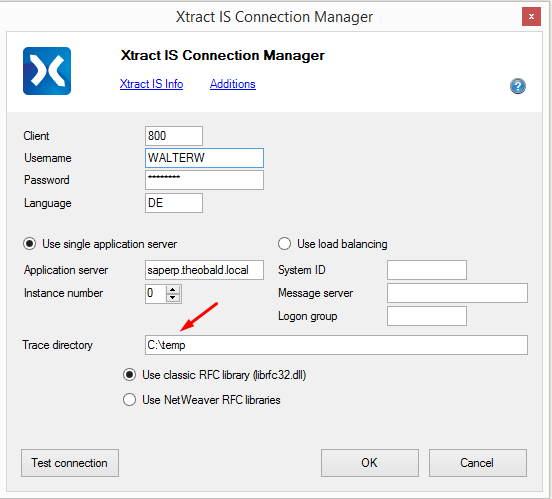 Xtract IS Connection Manager
x
Xtract IS Connection Manager
Xtract IS Info Additions
?
Client 800
Username WALTERW
Password ********
Language DE
Use single application server Use load balancing
Application server saperp.theobald.local System ID
Instance number 0 Message server
Logon group
Trace directory C:\temp
Use classic RFC library (librfc32.dll)
Use NetWeaver RFC libraries
Test connection OK Cancel